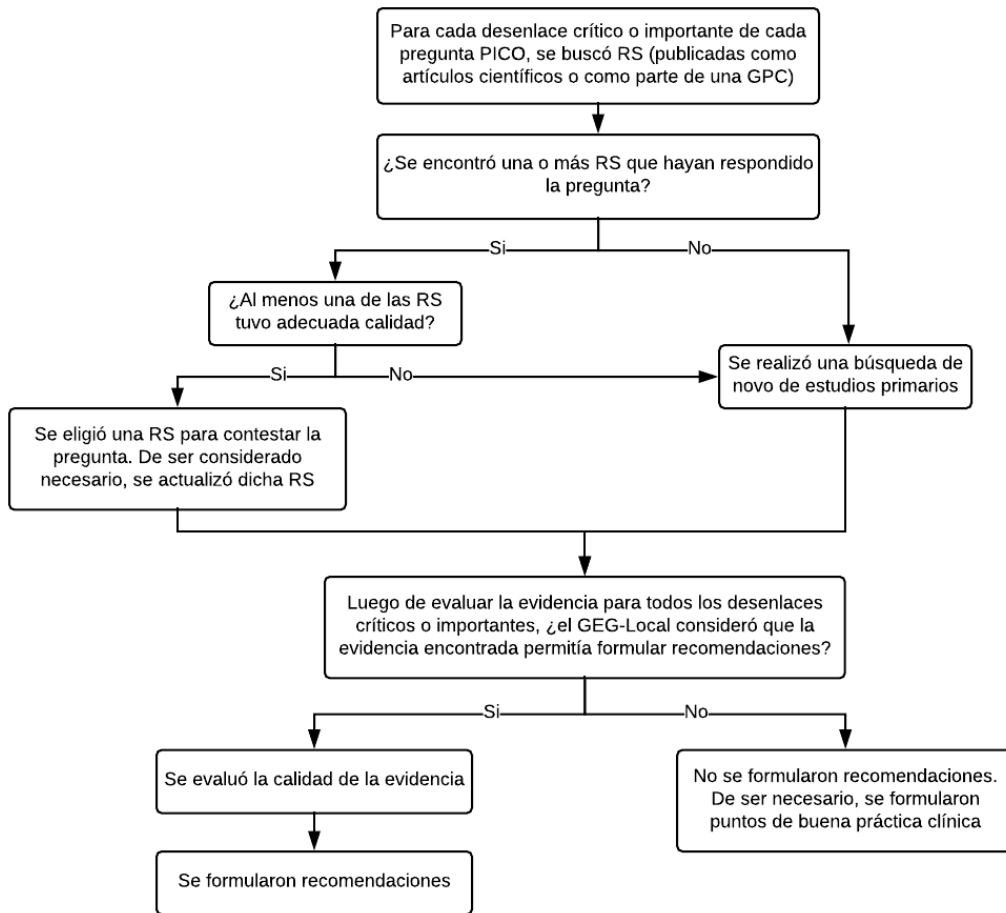 Para cada desenlace crítico o importante de cada
pregunta PICO, se buscó RS (publicadas como
artículos científicos o como parte de una GPC)
¿Se encontró una o más RS que hayan respondido
la pregunta?
Si
No
¿Al menos una de las RS
tuvo adecuada calidad?
Se realizó una búsqueda de
novo de estudios primarios
Si
No
Se eligió una RS para contestar la
pregunta. De ser considerado
necesario, se actualizó dicha RS
Luego de evaluar la evidencia para todos los desenlaces
críticos o importantes, ¿el GEG-Local consideró que la
evidencia encontrada permitía formular recomendaciones?
Si
No
Se evaluó la calidad de la evidencia
No se formularon recomendaciones.
De ser necesario, se formularon
puntos de buena práctica clínica
Se formularon recomendaciones